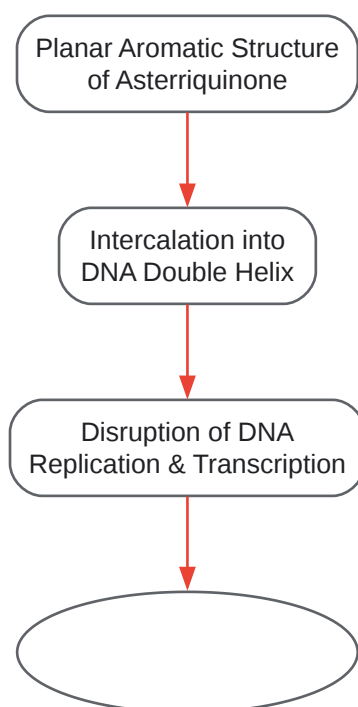 Planar Aromatic Structure
of Asterriquinone
Intercalation into
DNA Double Helix
Disruption of DNA
Replication & Transcription